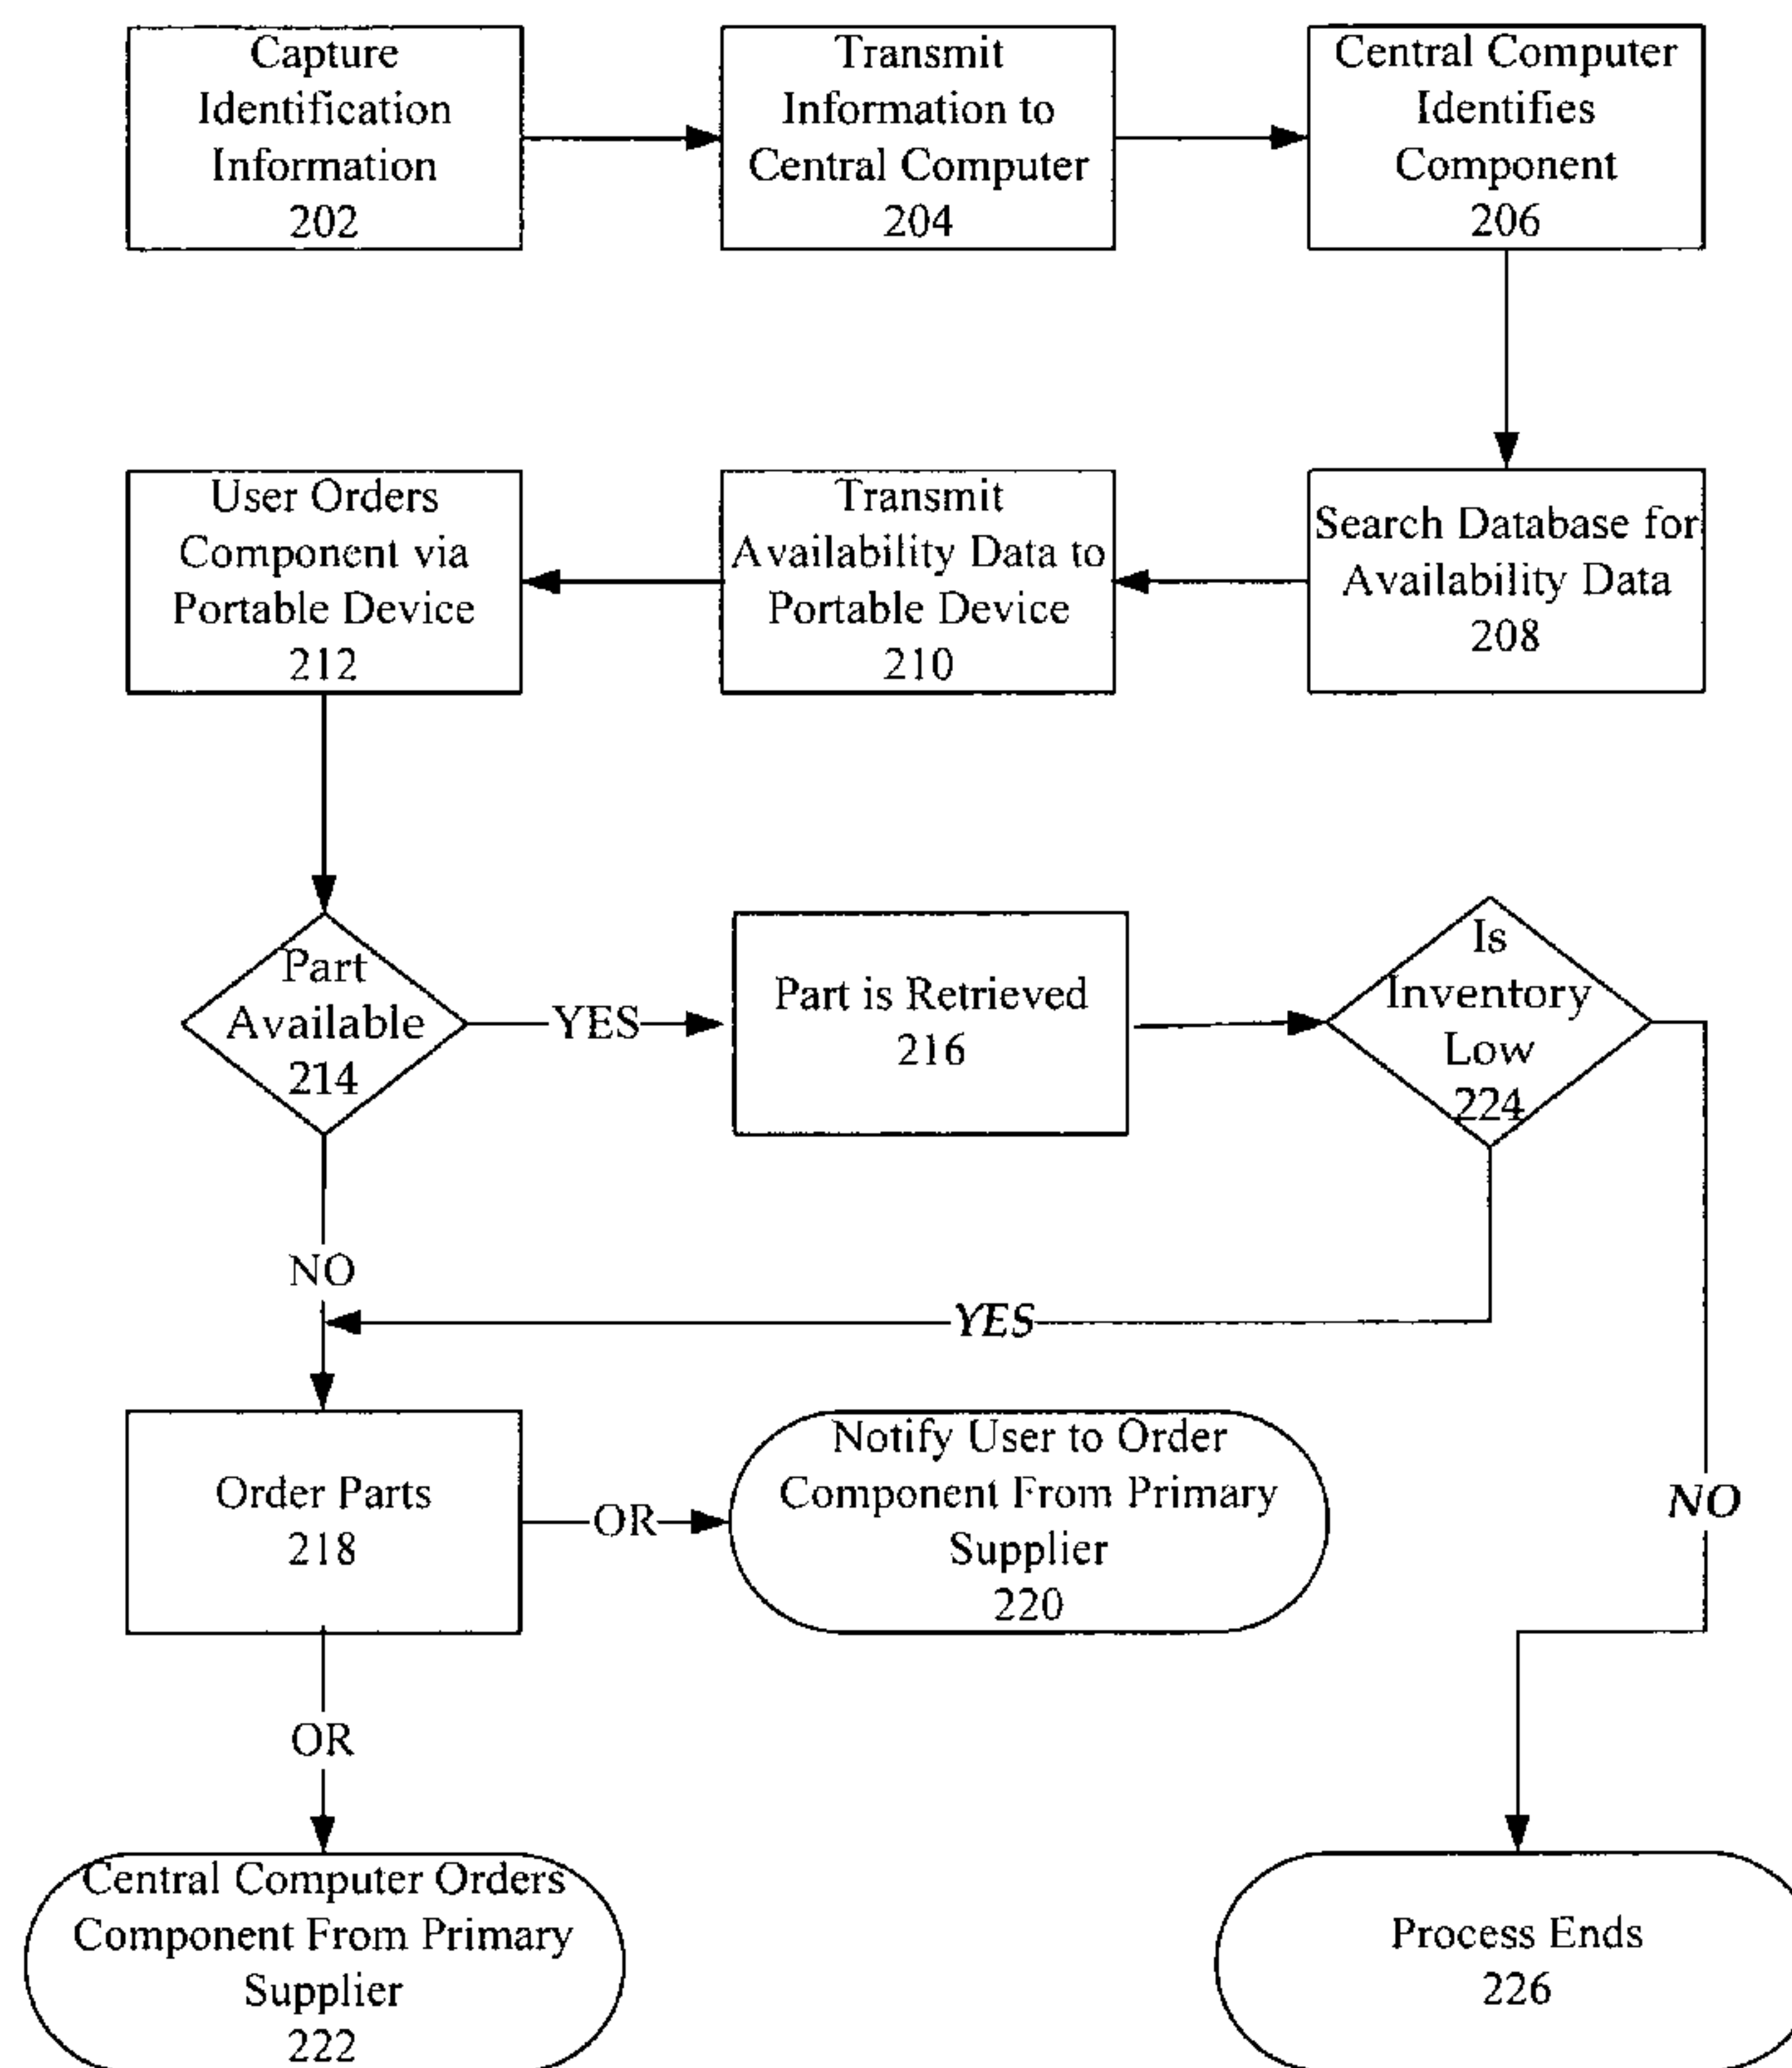 Capture
Identification
Information
202
Transmit
Information to
Central Computer
204
Central Computer
Identifies
Component
206
User Orders
Component via
Portable Device
212
Transmit
Availability Data to
Portable Device
210
Search Database for
Availability Data
208
Part
Available
214
YES
Part is Retrieved
216
Is
Inventory
Low
224
NO
YES
Order Parts
218
OR
Notify User to Order
Component From Primary
Supplier
220
NO
OR
Central Computer Orders
Component From Primary
Supplier
222
Process Ends
226